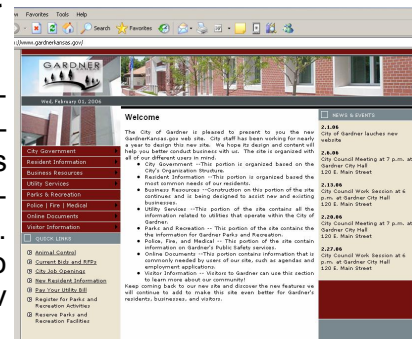 w Favorites Tools Help
Search
Favorites
//www.gardnerkansas.gov/
GARDNER
Wed, February 01, 2006
City Government
Resident Information
Business Resources
Utility Services
Parks & Recreation
Police | Fire | Medical
Online Documents
Visitor Information
QUICK LINKS
Animal Control
Current Bids and RFPs
City Job Openings
New Resident Information
Pay Your Utility Bill
Register for Parks and
Recreation Activities
Reserve Parks and
Recreation Facilities
Welcome
The City of Gardner is pleased to present to you the new
GardnerKansas.gov web site. City staff has been working for nearly
a year to design this new site. We hope its design and content will
help you better conduct business with us. The site is organized with
all of our different users in mind.
City Government --This portion is organized based on the
City's Organization Structure.
Resident Information --This portion is organized based the
most common needs of our residents.
Business Resources --Construction on this portion of the site
continues and is being designed to assist new and existing
businesses.
Utility Services --This portion of the site contains all the
information related to utilities that operate within the City of
Gardner.
Parks and Recreation -- This portion of the site contains
the information for Gardner Parks and Recreation.
Police, Fire, and Medical -- This portion of the site contain
information on Gardner's Public Safety services.
Online Documents --This portion contains information that is
commonly needed by users of our site, such as agendas and
employment applications.
Visitor Information -- Visitors to Gardner can use this section
to learn more about our community!
Keep coming back to our new site and discover the new features we
will continue to add to make this site even better for Gardner's
residents, businesses, and visitors.
NEWS & EVENTS
2.1.06
City of Gardner lauches new
website
2.6.06
City Council Meeting at 7 p.m. at
Gardner City Hall
120 E. Main Street
2.13.06
City Council Work Session at 6
p.m. at Gardner City Hall
120 E. Main Street
2.20.06
City Council Meeting at 7 p.m. at
Gardner City Hall
120 E. Main Street
2.27.06
City Council Work Session at 6
p.m. at Gardner City Hall
120 E. Main Street